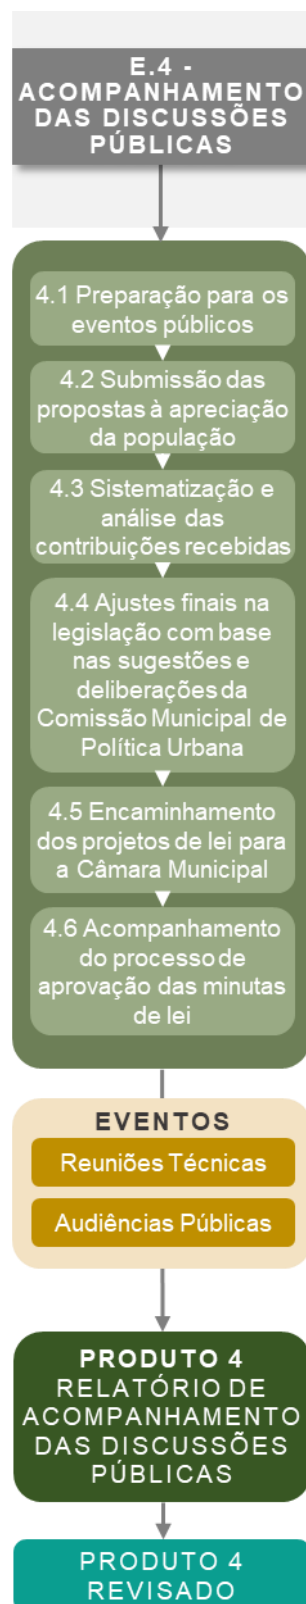 E.4 -
ACOMPANHAMENTO
DAS DISCUSSÕES
PÚBLICAS
4.1 Preparação para os
eventos públicos
4.2 Submissão das
propostas à apreciação
da população
4.3 Sistematização e
análise das
contribuições recebidas
4.4 Ajustes finais na
legislação com base
nas sugestões e
deliberações da
Comissão Municipal de
Política Urbana
4.5 Encaminhamento
dos projetos de lei para
a Câmara Municipal
4.6 Acompanhamento
do processo de
aprovação das minutas
de lei
EVENTOS
Reuniões Técnicas
Audiências Públicas
PRODUTO 4
RELATÓRIO DE
ACOMPANHAMENTO
DAS DISCUSSÕES
PÚBLICAS
PRODUTO 4
REVISADO